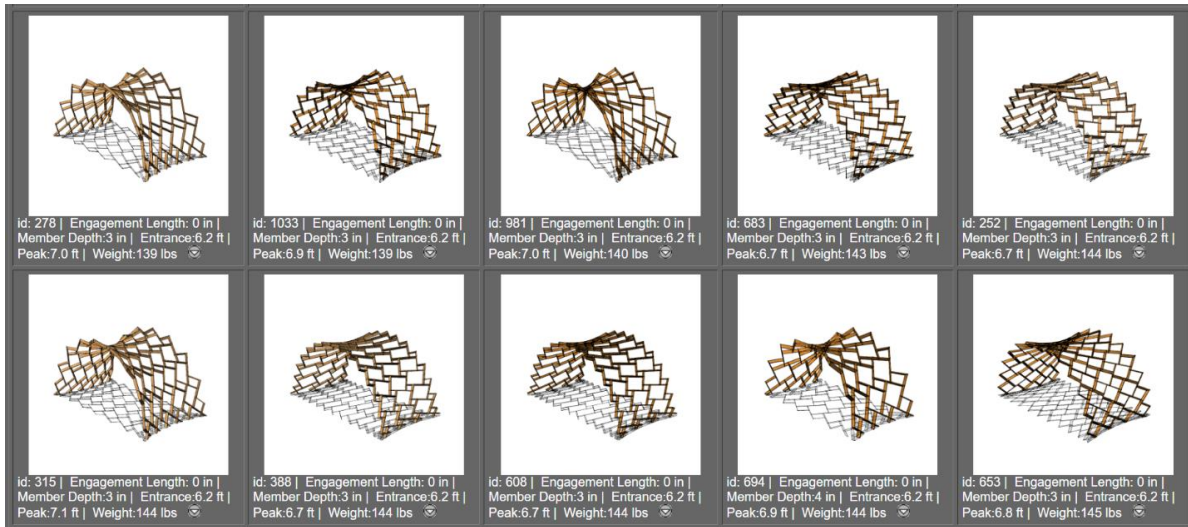 id: 278 | Engagement Length: 0 in |
Member Depth:3 in | Entrance:6.2 ft |
Peak:7.0 ft | Weight:139 lbs
id: 1033 | Engagement Length: 0 in |
Member Depth:3 in | Entrance:6.2 ft |
Peak:6.9 ft | Weight:139 lbs
id: 981 | Engagement Length: 0 in |
Member Depth:3 in | Entrance:6.2 ft |
Peak:7.0 ft | Weight:140 lbs
id: 683 | Engagement Length: 0 in |
Member Depth:3 in | Entrance:6.2 ft |
Peak:6.7 ft | Weight:143 lbs
id: 252 | Engagement Length: 0 in |
Member Depth:3 in | Entrance:6.2 ft |
Peak:6.7 ft | Weight:144 lbs
id: 315 | Engagement Length: 0 in |
Member Depth:3 in | Entrance:6.2 ft |
Peak:7.1 ft | Weight:144 lbs
id: 388 | Engagement Length: 0 in |
Member Depth:3 in | Entrance:6.2 ft |
Peak:6.7 ft | Weight:144 lbs
id: 608 | Engagement Length: 0 in |
Member Depth:3 in | Entrance:6.2 ft |
Peak:6.7 ft | Weight:144 lbs
id: 694 | Engagement Length: 0 in |
Member Depth:4 in | Entrance:6.2 ft |
Peak:6.9 ft | Weight:144 lbs
id: 653 | Engagement Length: 0 in |
Member Depth:3 in | Entrance:6.2 ft |
Peak:6.8 ft | Weight:145 lbs